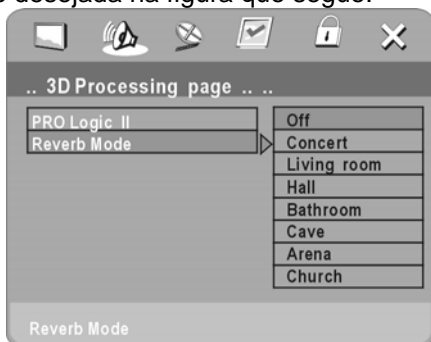 desejada na figura que segue:
.. 3D Processing page .. ..
PRO Logic II
Off
Reverb Mode
Concert
Living room
Hall
Bathroom
Cave
Arena
Church
Reverb Mode